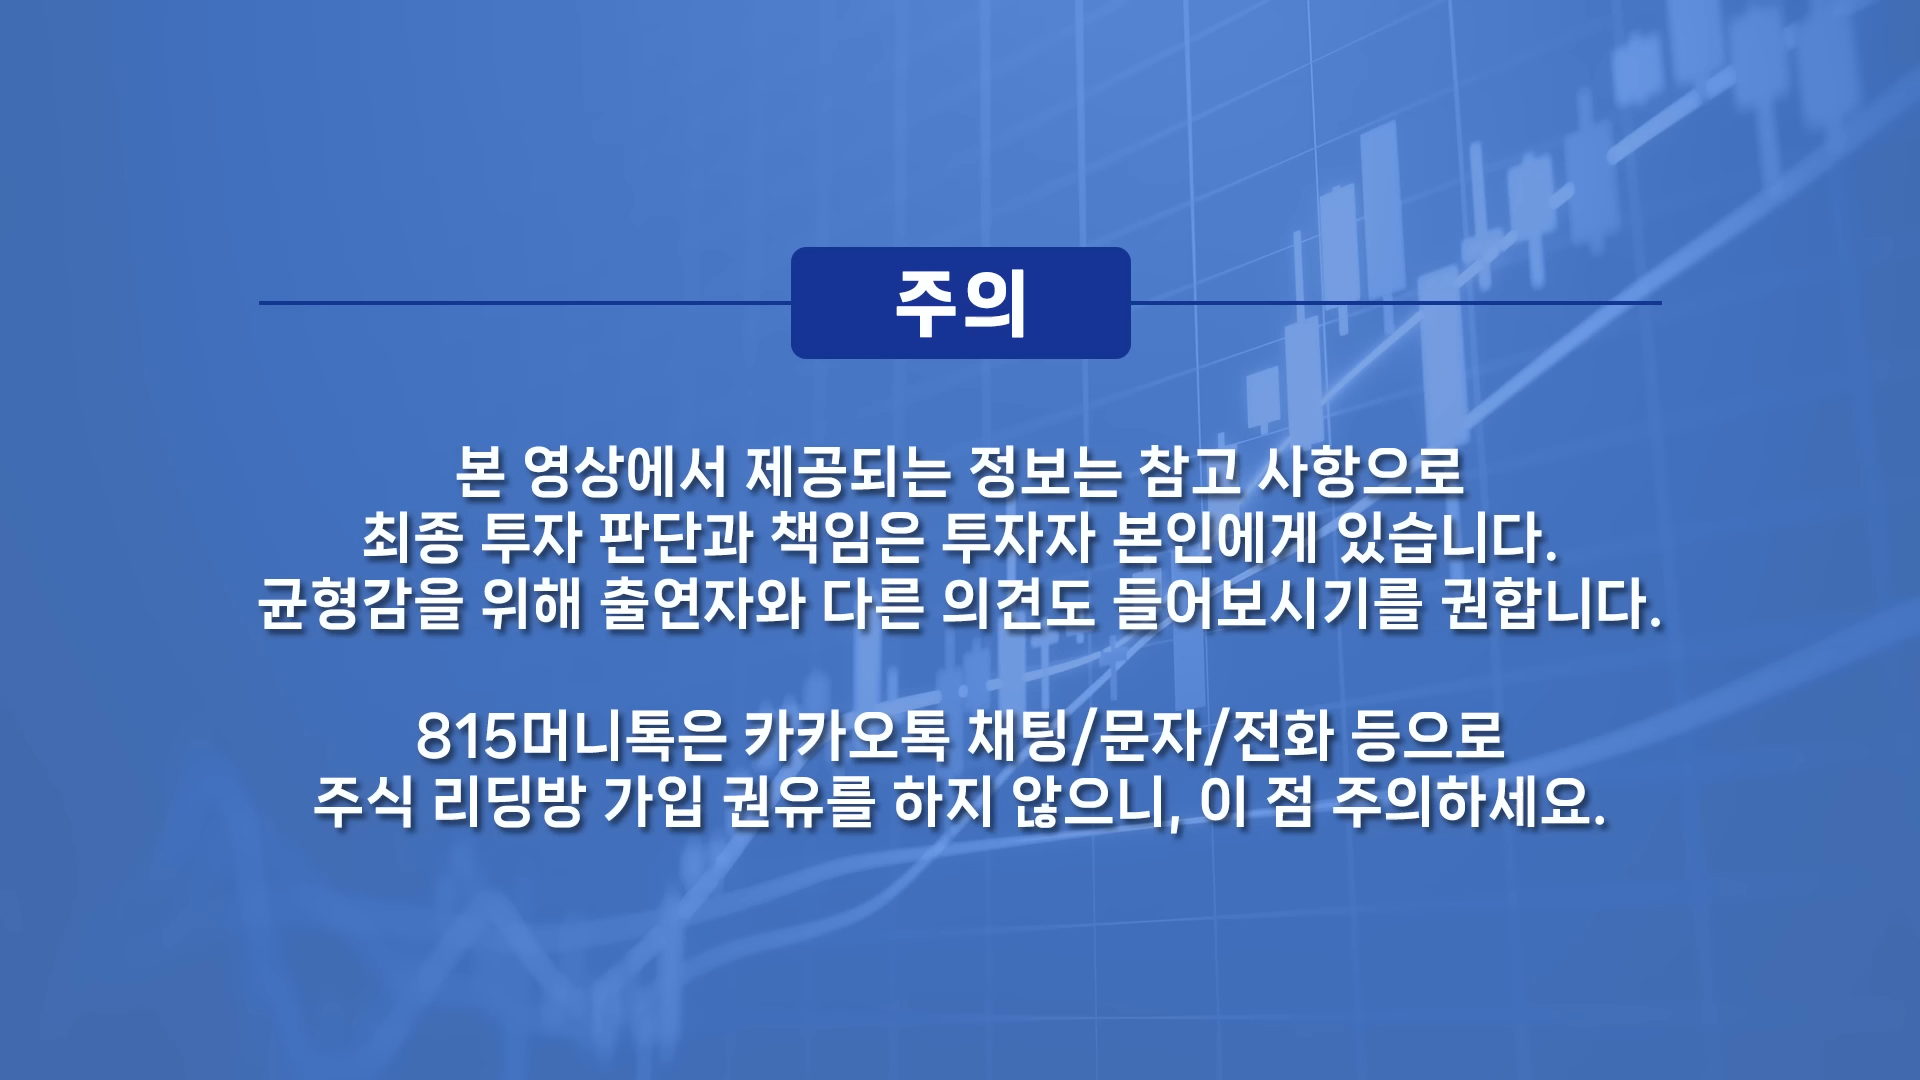 주의
본 영상에서 제공되는 정보는 참고 사항으로
최종 투자 판단과 책임은 투자자 본인에게 있습니다.
균형감을 위해 출연자와 다른 의견도 들어보시기를 권합니다.
815머니톡은 카카오톡 채팅/문자/전화 등으로
주식 리딩방 가입 권유를 하지 않으니, 이 점 주의하세요.